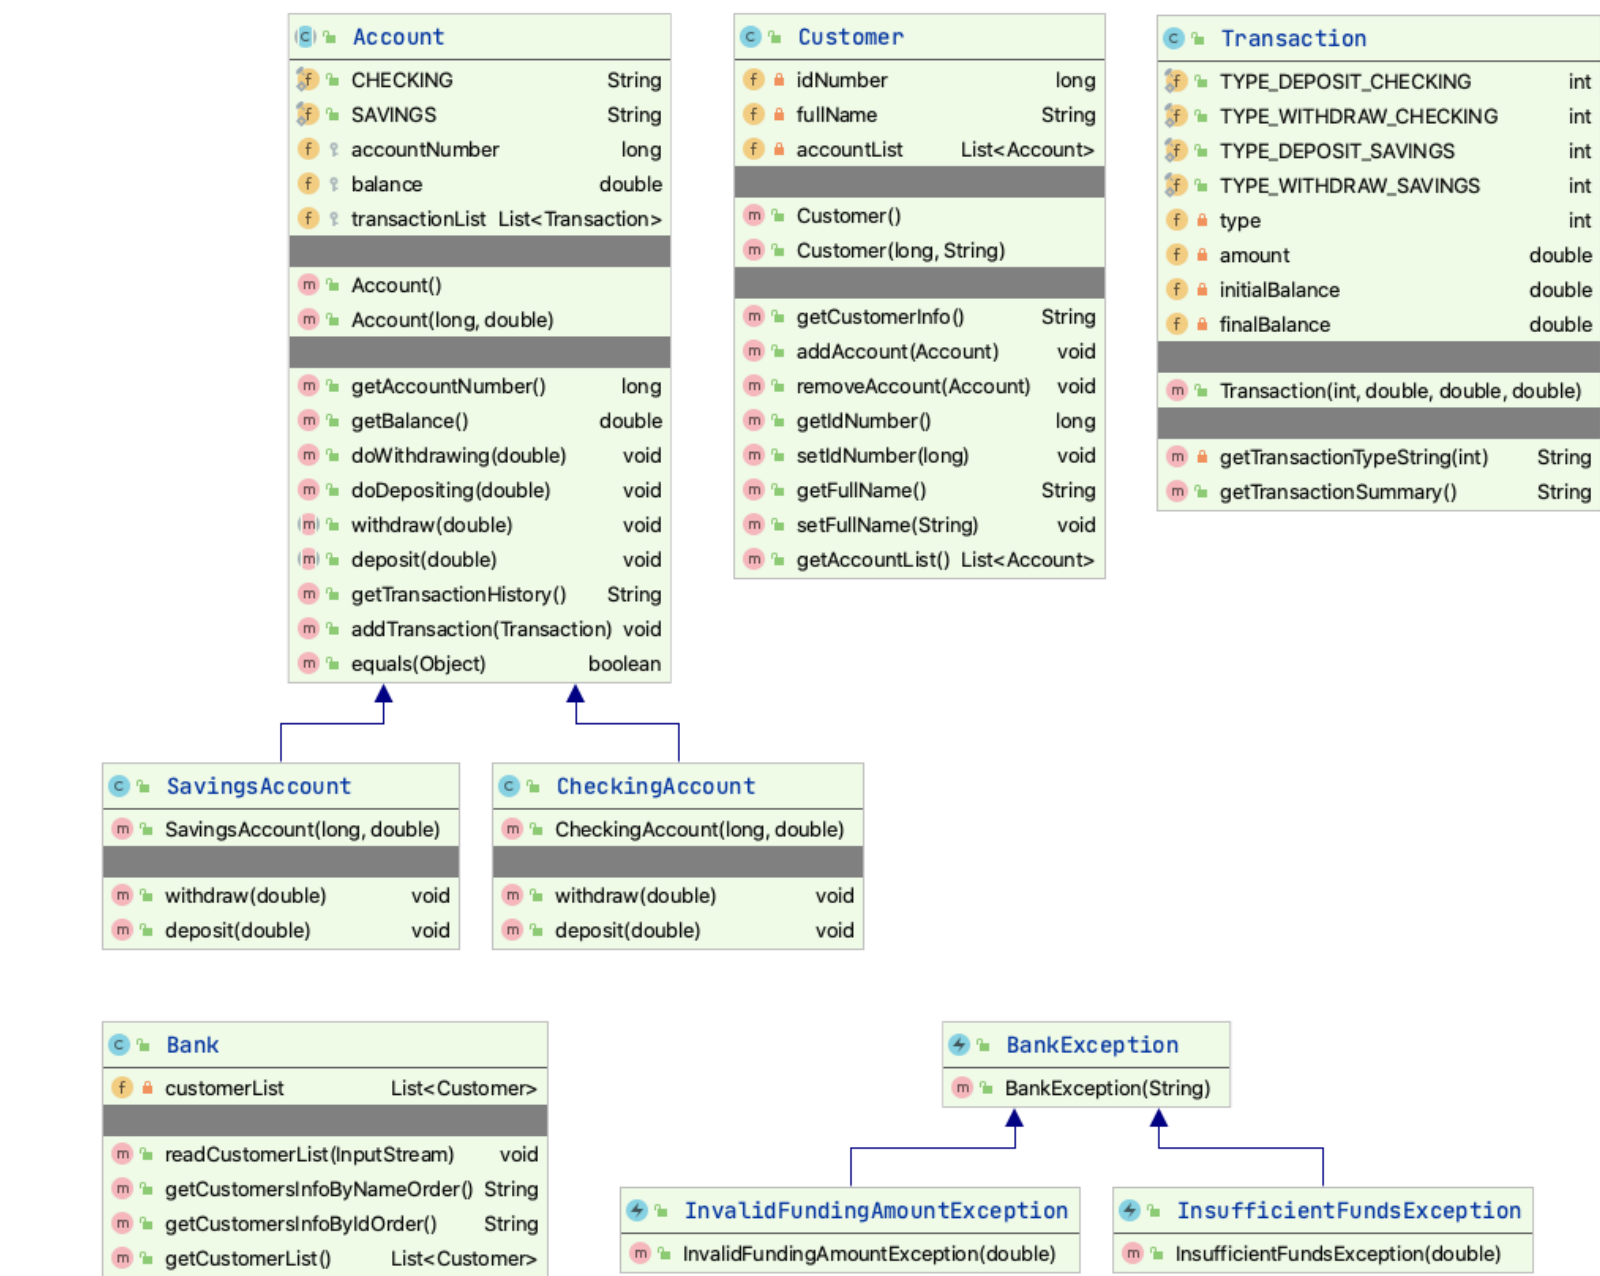 Account
CHECKING String
SAVINGS String
accountNumber long
balance double
transactionList List<Transaction>
Account()
Account(long, double)
getAccountNumber() long
getBalance() double
doWithdrawing(double) void
doDepositing(double) void
withdraw(double) void
deposit(double) void
getTransactionHistory() String
addTransaction(Transaction) void
equals(Object) boolean
Customer
idNumber long
fullName String
accountList List<Account>
Customer()
Customer(long, String)
getCustomerInfo() String
addAccount(Account) void
removeAccount(Account) void
getIdNumber() long
setIdNumber(long) void
getFullName() String
setFullName(String) void
getAccountList() List<Account>
Transaction
TYPE_DEPOSIT_CHECKING int
TYPE_WITHDRAW_CHECKING int
TYPE_DEPOSIT_SAVINGS int
TYPE_WITHDRAW_SAVINGS int
type int
amount double
initialBalance double
finalBalance double
Transaction(int, double, double, double)
getTransactionTypeString(int) String
getTransactionSummary() String
SavingsAccount
SavingsAccount(long, double)
withdraw(double) void
deposit(double) void
CheckingAccount
CheckingAccount(long, double)
withdraw(double) void
deposit(double) void
Bank
customerList List<Customer>
readCustomerList(InputStream) void
getCustomersInfoByNameOrder() String
getCustomersInfoByIdOrder() String
getCustomerList() List<Customer>
BankException
BankException(String)
InvalidFundingAmountException
InvalidFundingAmountException(double)
InsufficientFundsException
InsufficientFundsException(double)